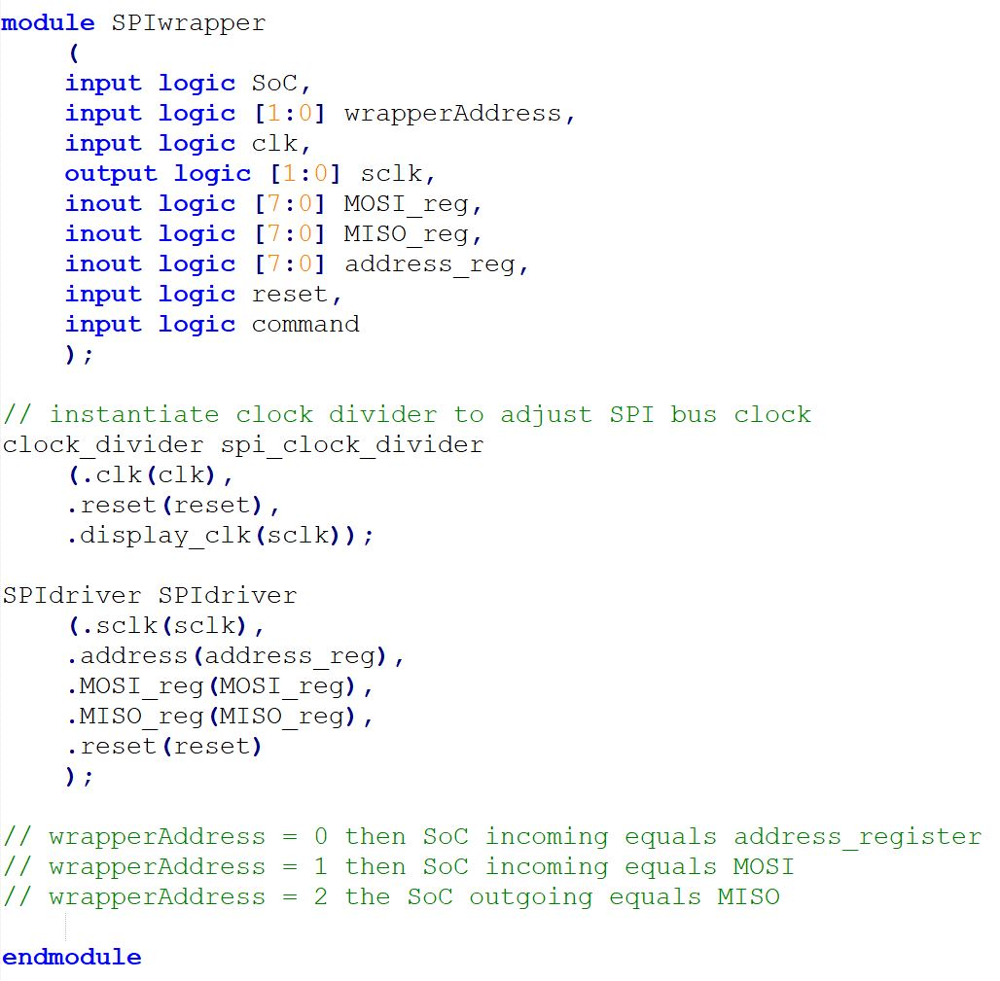 module SPIwrapper
(
input logic SoC,
input logic [1:0] wrapperAddress,
input logic clk,
output logic [1:0] sclk,
inout logic [7:0] MOSI_reg,
inout logic [7:0] MISO_reg,
inout logic [7:0] address_reg,
input logic reset,
input logic command
);
// instantiate clock divider to adjust SPI bus clock
clock_divider spi_clock_divider
(.clk(clk),
.reset(reset),
.display_clk(sclk));
SPIdriver SPIdriver
(.sclk(sclk),
.address(address_reg),
.MOSI_reg(MOSI_reg),
.MISO_reg(MISO_reg),
.reset(reset)
);
// wrapperAddress = 0 then SoC incoming equals address_register
// wrapperAddress = 1 then SoC incoming equals MOSI
// wrapperAddress = 2 the SoC outgoing equals MISO
endmodule